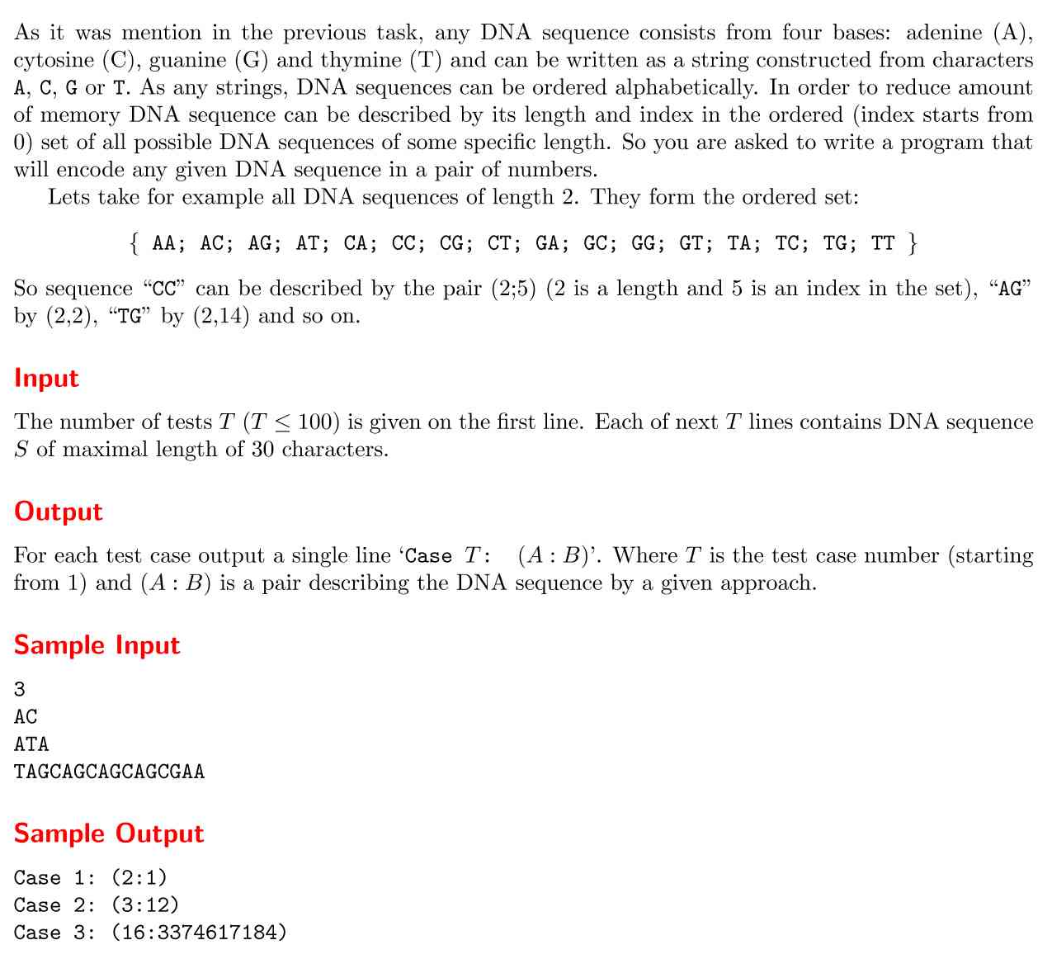 As it was mention in the previous task, any DNA sequence consists from four bases: adenine (A),
cytosine (C), guanine (G) and thymine (T) and can be written as a string constructed from characters
A, C, G or T. As any strings, DNA sequences can be ordered alphabetically. In order to reduce amount
of memory DNA sequence can be described by its length and index in the ordered (index starts from
0) set of all possible DNA sequences of some specific length. So you are asked to write a program that
will encode any given DNA sequence in a pair of numbers.
Lets take for example all DNA sequences of length 2. They form the ordered set:
{ AA; AC; AG; AT; CA; CC; CG; CT; GA; GC; GG; GT; TA; TC; TG; TT }
So sequence “CC” can be described by the pair (2;5) (2 is a length and 5 is an index in the set), “AG”
by (2,2), “TG” by (2,14) and so on.
Input
The number of tests T (T ≤ 100) is given on the first line. Each of next T lines contains DNA sequence
S of maximal length of 30 characters.
Output
For each test case output a single line ‘Case T: (A : B)’. Where T is the test case number (starting
from 1) and (A : B) is a pair describing the DNA sequence by a given approach.
Sample Input
3
AC
ATA
TAGCAGCAGCAGCGAA
Sample Output
Case 1: (2:1)
Case 2: (3:12)
Case 3: (16:3374617184)